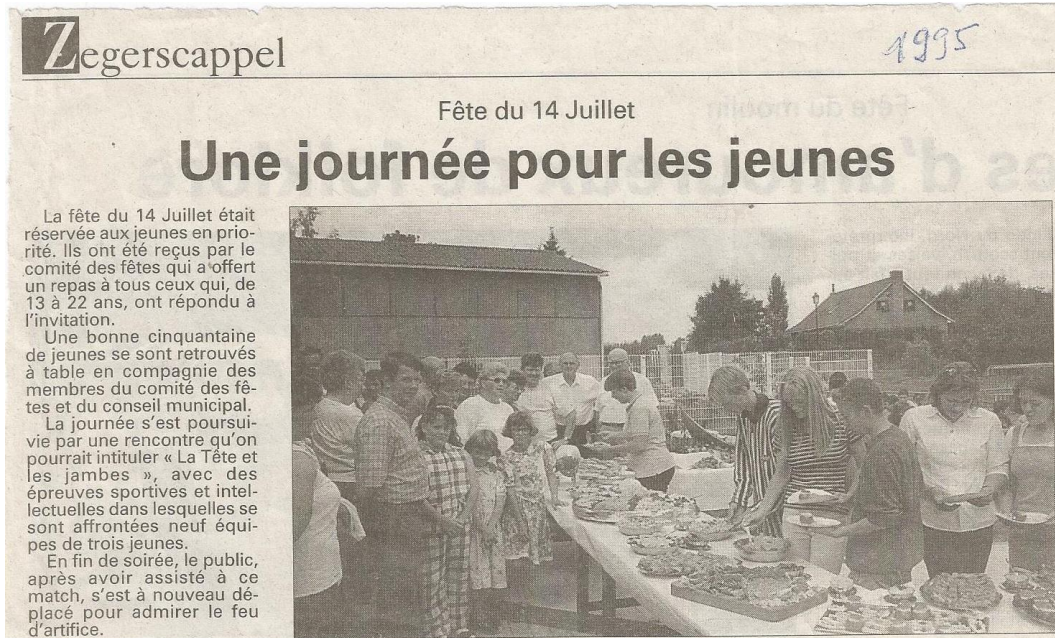 Zegerscappel
1995
Fête du 14 Juillet
Une journée pour les jeunes
La fête du 14 Juillet était
réservée aux jeunes en prio-
rité. Ils ont été reçus par le
comité des fêtes qui a offert
un repas à tous ceux qui, de
13 à 22 ans, ont répondu à
l'invitation.
Une bonne cinquantaine
de jeunes se sont retrouvés
à table en compagnie des
membres du comité des fê-
tes et du conseil municipal.
La journée s'est poursui-
vie par une rencontre qu'on
pourrait intituler « La Tête et
les jambes », avec des
épreuves sportives et intel-
lectuelles dans lesquelles se
sont affrontées neuf équi-
pes de trois jeunes.
En fin de soirée, le public,
après avoir assisté à ce
match, s'est à nouveau dé-
placé pour admirer le feu
d'artifice.